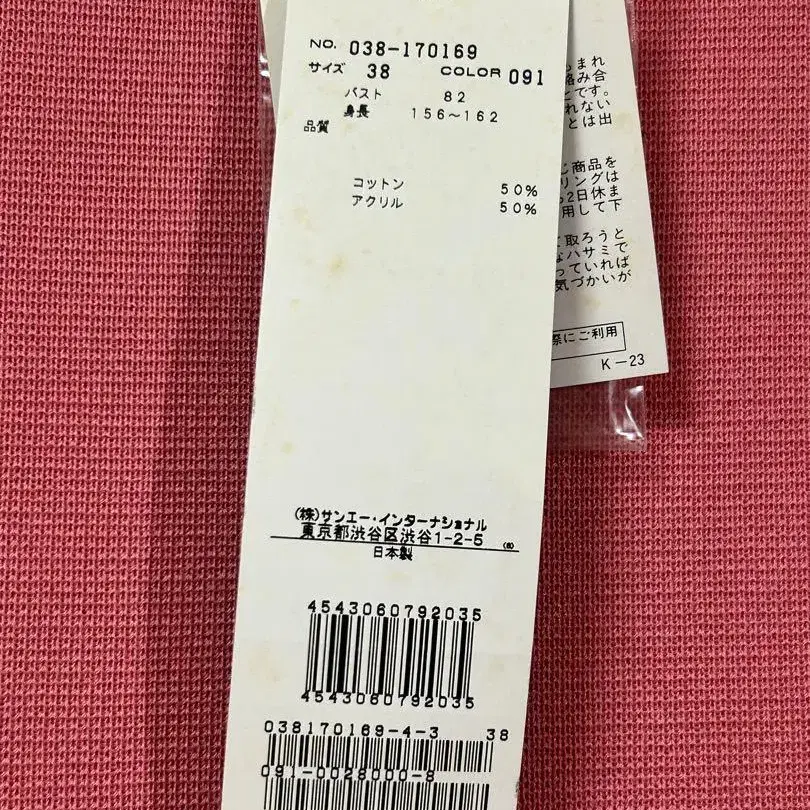 NO. 038-170169
サイズ 38 COLOR 091
バスト 82
身長 156～162
品質
コットン 50%
アクリル 50%
(株)サンエー・インターナショナル
東京都渋谷区渋谷1-2-5
日本製
4543060792035
4543060792035
038170169-4-3 38
091-0028000-8
まれ
み合
とです。
れない
とは出
じ商品を
リングは
2日休ま
用して下
取ろうと
なハサミで
っていれば
気づかいが
際にご利用
K-23